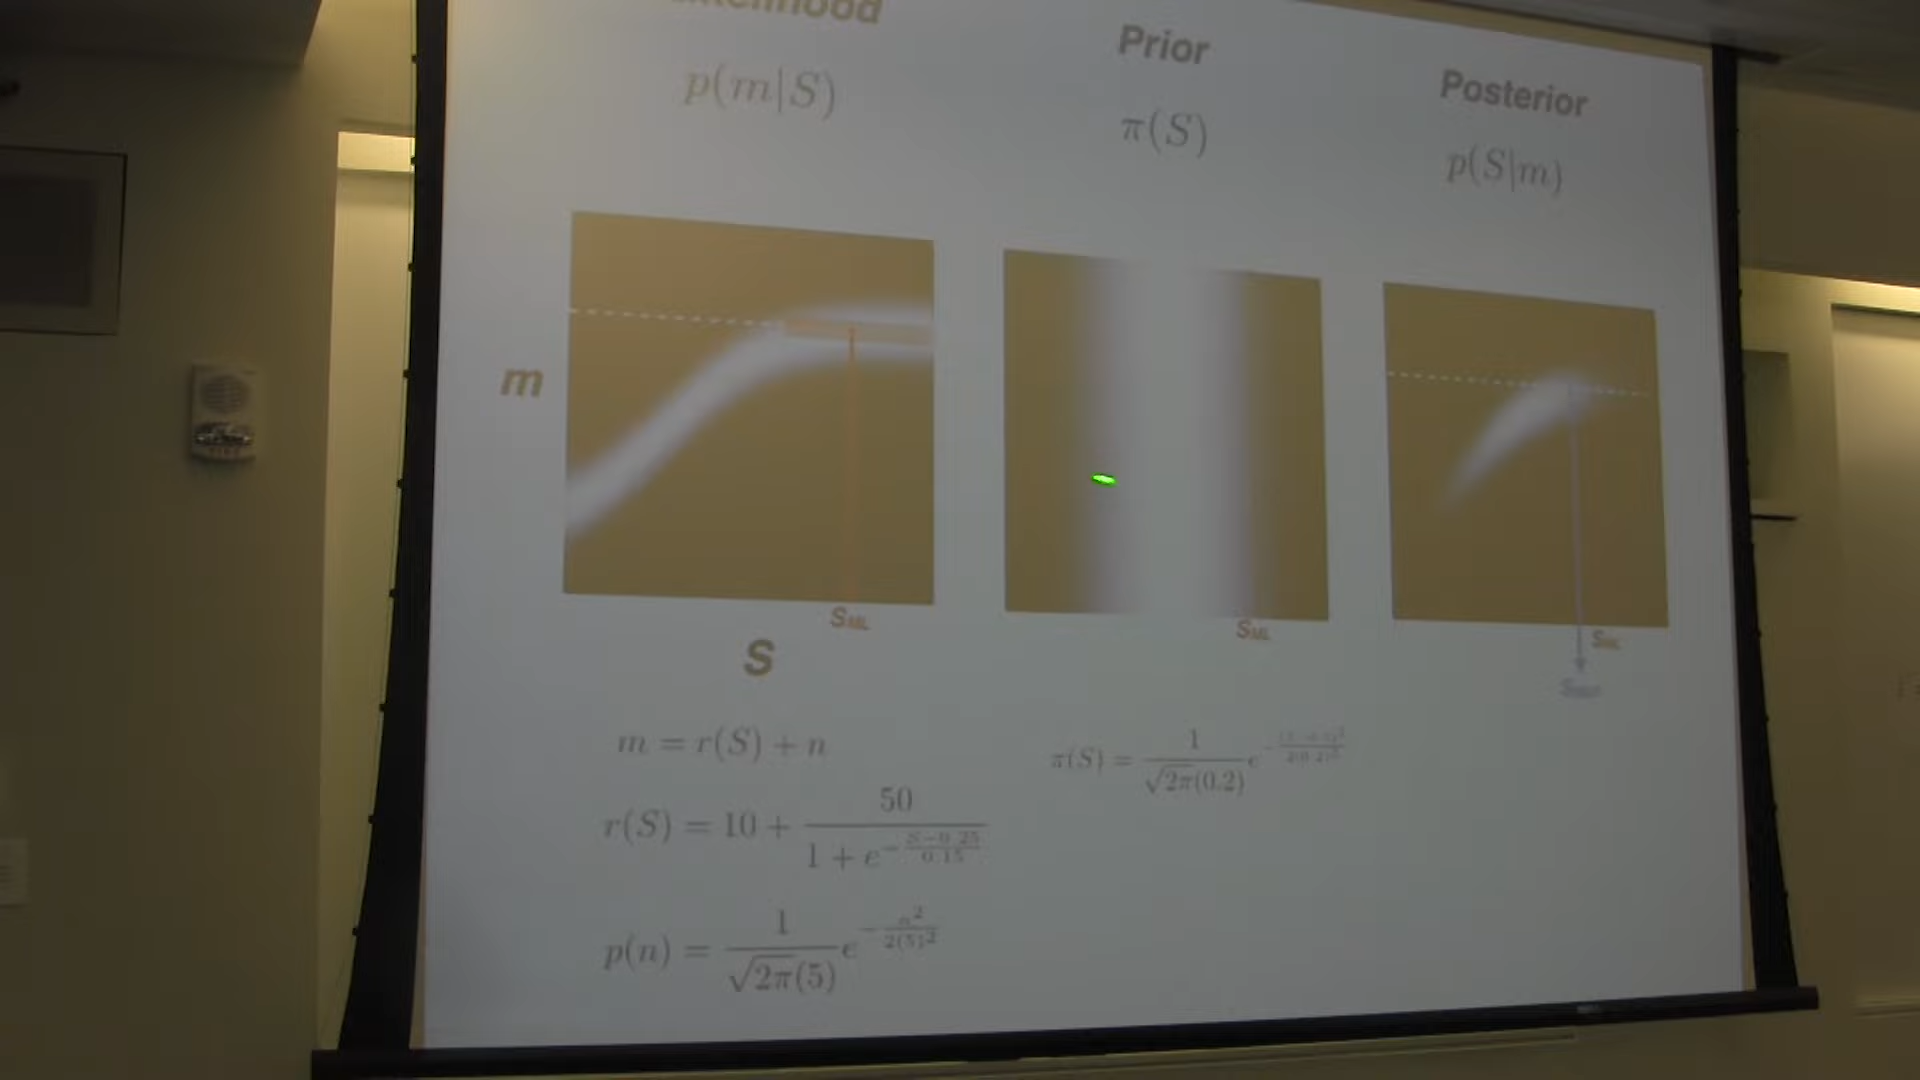 Likelihood
Prior
Posterior
p(m|S)
π(S)
p(S|m)
m
S_ML
S_ML
S_ML
S
m = r(S) + n
π(S) = 1/(√2π(0.2)) e
r(S) = 10 + 50/(1 + e^(-(S-0.25)/0.15))
p(n) = 1/(√2π(5)) e^(-n²/(2(5)²))